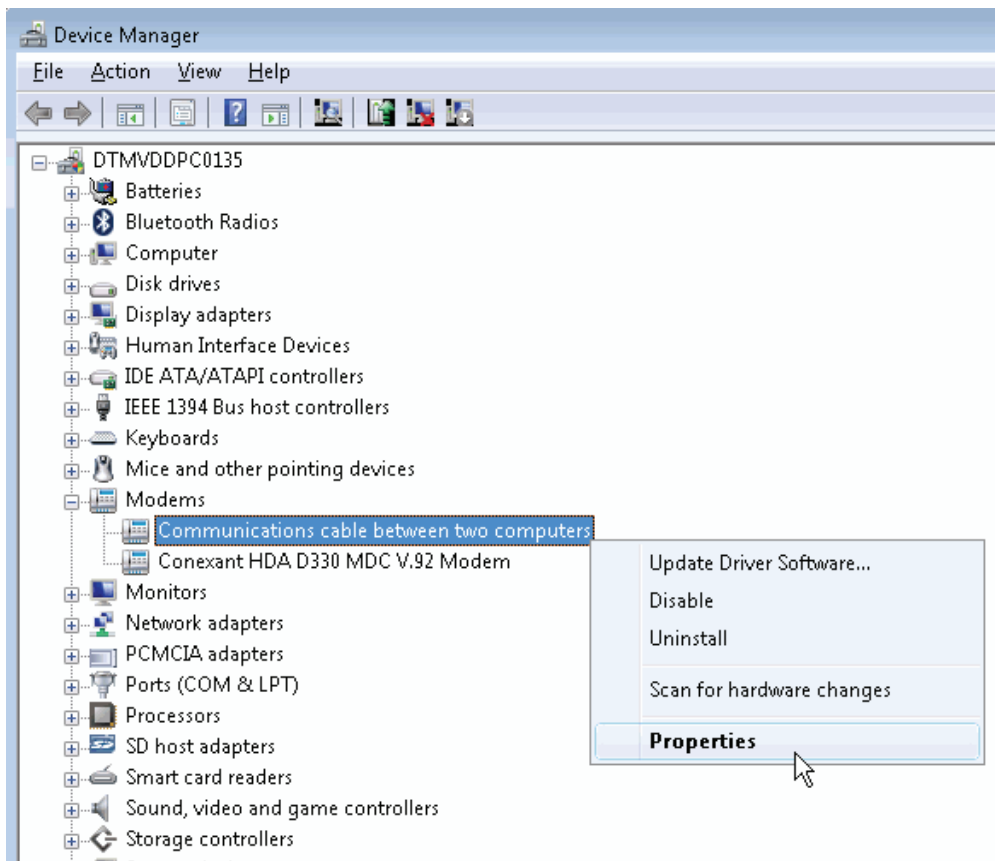 Device Manager
File Action View Help
DTMVDDPC0135
Batteries
Bluetooth Radios
Computer
Disk drives
Display adapters
Human Interface Devices
IDE ATA/ATAPI controllers
IEEE 1394 Bus host controllers
Keyboards
Mice and other pointing devices
Modems
Communications cable between two computers
Conexant HDA D330 MDC V.92 Modem
Monitors
Network adapters
PCMCIA adapters
Ports (COM & LPT)
Processors
SD host adapters
Smart card readers
Sound, video and game controllers
Storage controllers
Update Driver Software...
Disable
Uninstall
Scan for hardware changes
Properties